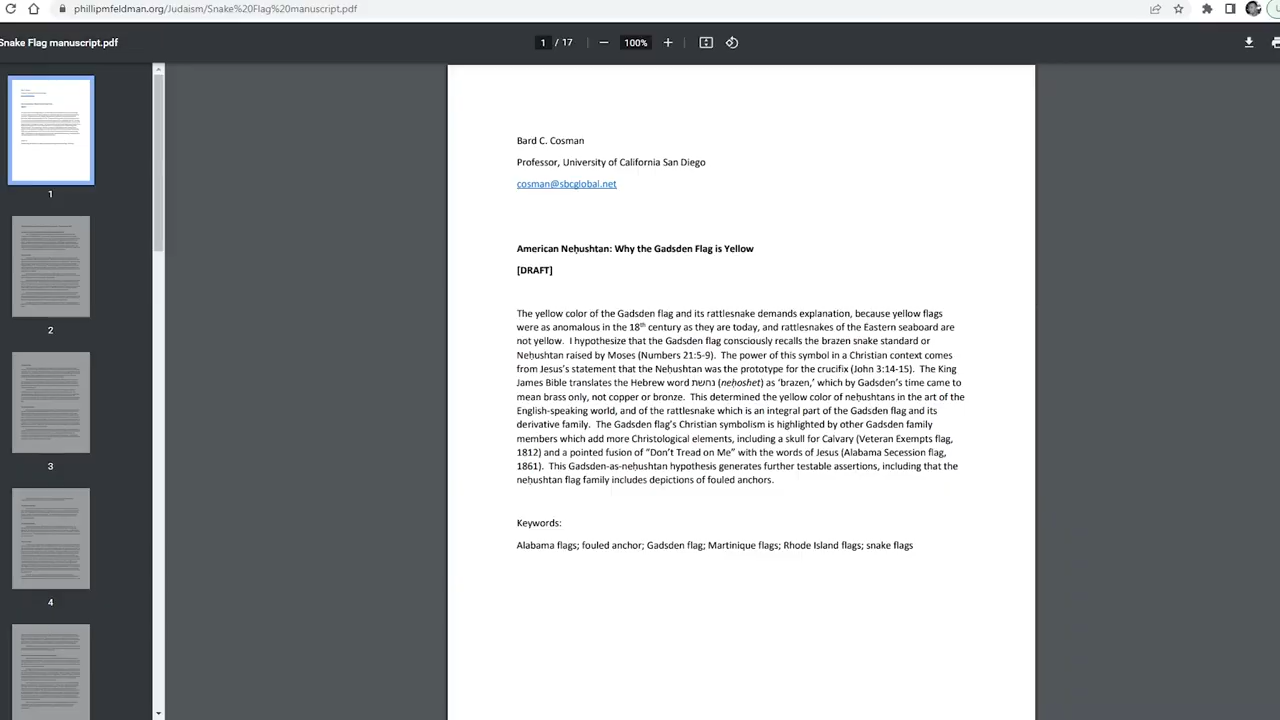 phillipmfeldman.org/Judaism/Snake%20Flag%20manuscript.pdf
Snake Flag manuscript.pdf
1 / 17
100%
Bard C. Cosman
Professor, University of California San Diego
cosman@sbcglobal.net
American Neḥushtan: Why the Gadsden Flag is Yellow
[DRAFT]
The yellow color of the Gadsden flag and its rattlesnake demands explanation, because yellow flags
were as anomalous in the 18th century as they are today, and rattlesnakes of the Eastern seaboard are
not yellow. I hypothesize that the Gadsden flag consciously recalls the brazen snake standard or
Neḥushtan raised by Moses (Numbers 21:5-9). The power of this symbol in a Christian context comes
from Jesus's statement that the Neḥushtan was the prototype for the crucifix (John 3:14-15). The King
James Bible translates the Hebrew word נחשת (neḥoshet) as 'brazen,' which by Gadsden's time came to
mean brass only, not copper or bronze. This determined the yellow color of neḥushtans in the art of the
English-speaking world, and of the rattlesnake which is an integral part of the Gadsden flag and its
derivative family. The Gadsden flag's Christian symbolism is highlighted by other Gadsden family
members which add more Christological elements, including a skull for Calvary (Veteran Exempts flag,
1812) and a pointed fusion of "Don't Tread on Me" with the words of Jesus (Alabama Secession flag,
1861). This Gadsden-as-neḥushtan hypothesis generates further testable assertions, including that the
neḥushtan flag family includes depictions of fouled anchors.
Keywords:
Alabama flags; fouled anchor; Gadsden flag; Martinique flags; Rhode Island flags; snake flags
1
2
3
4